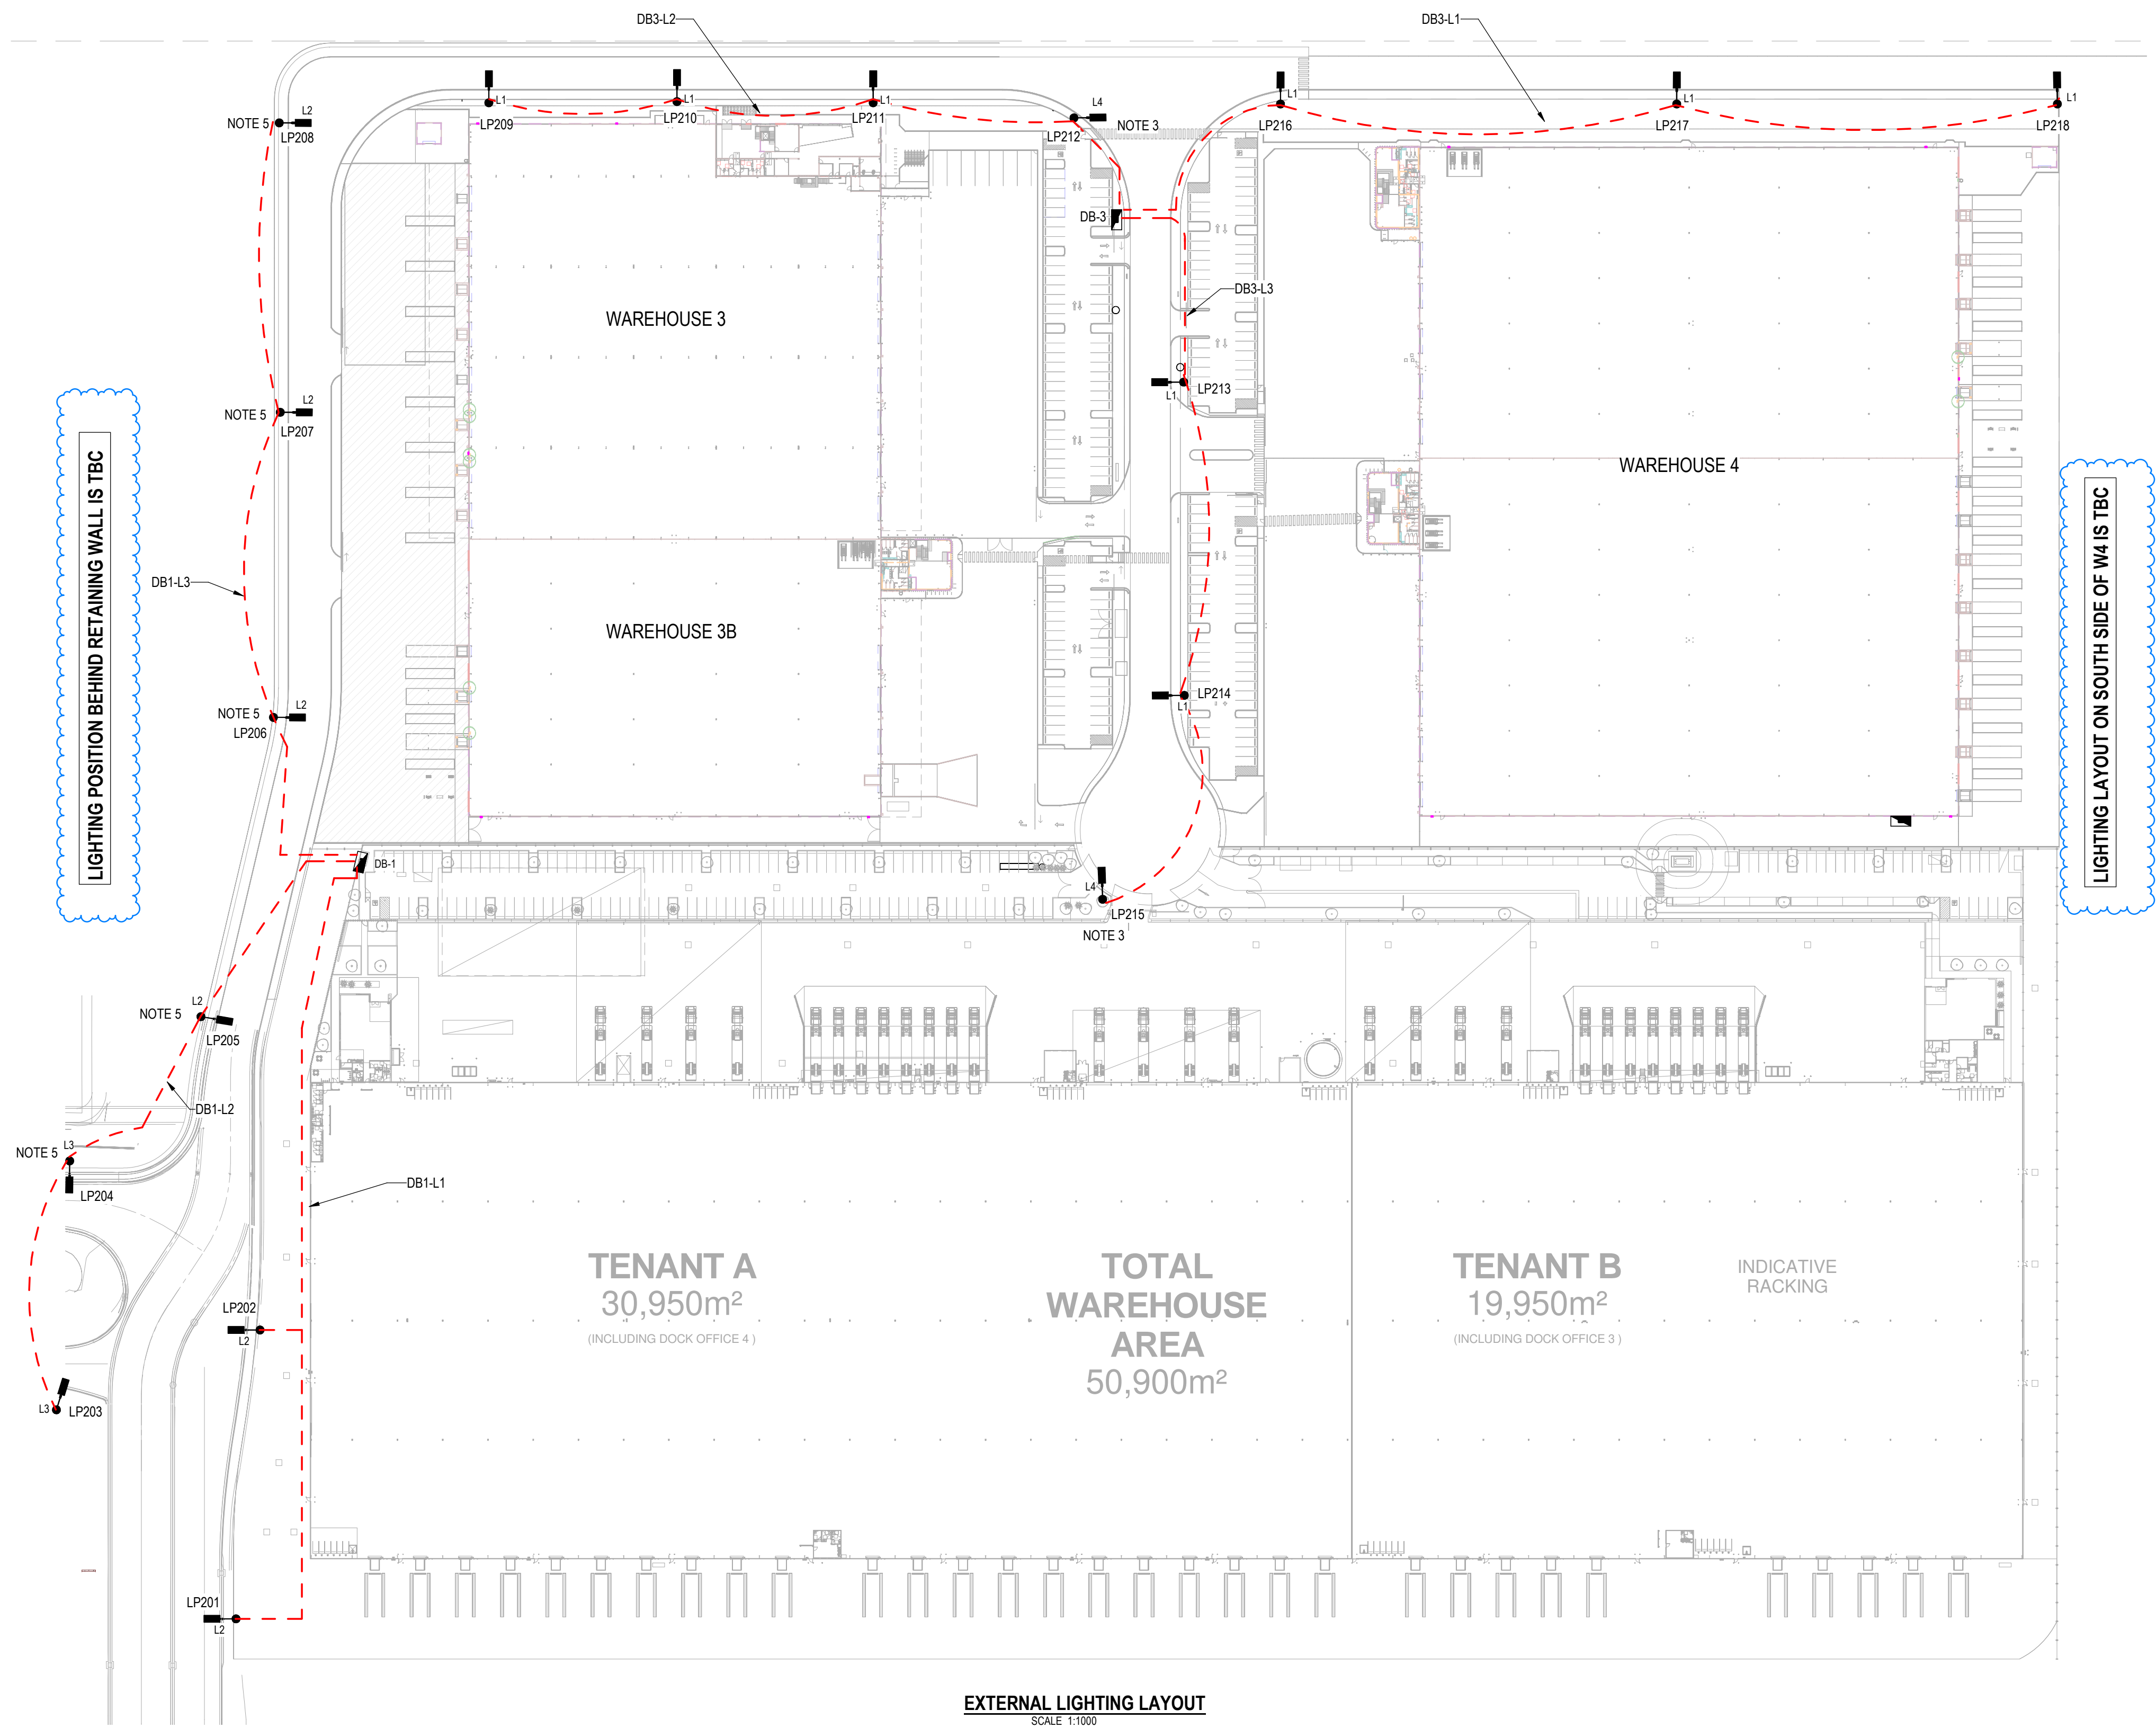 DB3-L2
DB3-L1
L1
L1
L1
L4
L1
L1
L1
L2
NOTE 5
LP208
LP209
LP210
LP211
LP212
NOTE 3
LP216
LP217
LP218
DB-3
DB3-L3
WAREHOUSE 3
LP213
L1
L2
NOTE 5
LP207
WAREHOUSE 4
LIGHTING POSITION BEHIND RETAINING WALL IS TBC
LIGHTING LAYOUT ON SOUTH SIDE OF W4 IS TBC
DB1-L3
WAREHOUSE 3B
LP214
L1
L2
NOTE 5
LP206
DB-1
L4
LP215
NOTE 3
L2
NOTE 5
LP205
DB1-L2
L3
NOTE 5
LP204
DB1-L1
TENANT A
30,950m²
(INCLUDING DOCK OFFICE 4 )
TOTAL
WAREHOUSE
AREA
50,900m²
TENANT B
19,950m²
(INCLUDING DOCK OFFICE 3 )
INDICATIVE
RACKING
LP202
L2
L3
LP203
LP201
L2
EXTERNAL LIGHTING LAYOUT
SCALE 1:1000